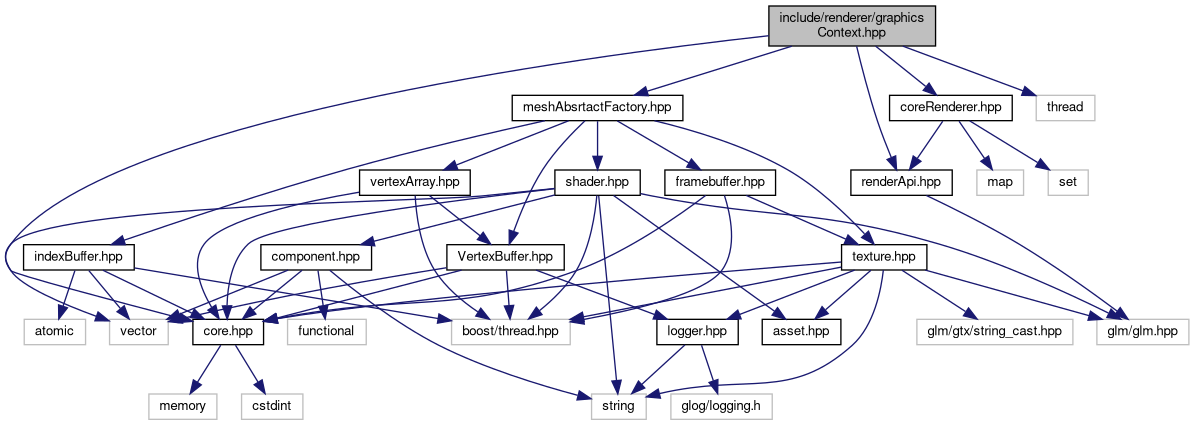 include/renderer/graphics
Context.hpp
meshAbsrtactFactory.hpp
coreRenderer.hpp
thread
vertexArray.hpp
shader.hpp
framebuffer.hpp
renderApi.hpp
map
set
indexBuffer.hpp
component.hpp
VertexBuffer.hpp
texture.hpp
atomic
vector
core.hpp
functional
boost/thread.hpp
logger.hpp
asset.hpp
glm/gtx/string_cast.hpp
glm/glm.hpp
memory
cstdint
string
glog/logging.h